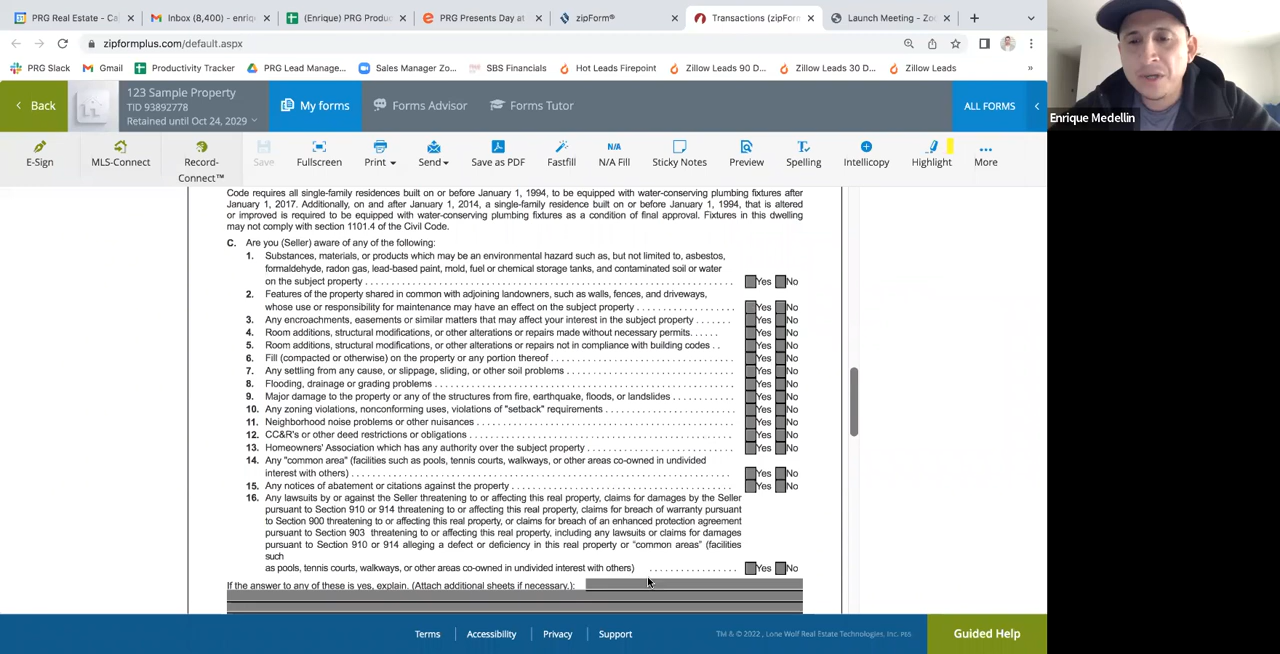 PRG Real Estate - Ca
Inbox (8,400) - enriq
(Enrique) PRG Produ
PRG Presents Day at
zipForm®
Transactions (zipForm
Launch Meeting - Zoo
zipformplus.com/default.aspx
PRG Slack
Gmail
Productivity Tracker
PRG Lead Manage...
Sales Manager Zo...
SBS Financials
Hot Leads Firepoint
Zillow Leads 90 D...
Zillow Leads 30 D...
Zillow Leads
»
Back
123 Sample Property
TID 93892778
Retained until Oct 24, 2029
My forms
Forms Advisor
Forms Tutor
ALL FORMS
Enrique Medellin
E-Sign
MLS-Connect
Record-Connect™
Save
Fullscreen
Print
Send
Save as PDF
Fastfill
N/A
N/A Fill
Sticky Notes
Preview
Spelling
Intellicopy
Highlight
More
Code requires all single-family residences built on or before January 1, 1994, to be equipped with water-conserving plumbing fixtures after
January 1, 2017. Additionally, on and after January 1, 2014, a single-family residence built on or before January 1, 1994, that is altered
or improved is required to be equipped with water-conserving plumbing fixtures as a condition of final approval. Fixtures in this dwelling
may not comply with section 1101.4 of the Civil Code.
C. Are you (Seller) aware of any of the following:
1. Substances, materials, or products which may be an environmental hazard such as, but not limited to, asbestos,
formaldehyde, radon gas, lead-based paint, mold, fuel or chemical storage tanks, and contaminated soil or water
on the subject property Yes No
2. Features of the property shared in common with adjoining landowners, such as walls, fences, and driveways,
whose use or responsibility for maintenance may have an effect on the subject property Yes No
3. Any encroachments, easements or similar matters that may affect your interest in the subject property Yes No
4. Room additions, structural modifications, or other alterations or repairs made without necessary permits. Yes No
5. Room additions, structural modifications, or other alterations or repairs not in compliance with building codes Yes No
6. Fill (compacted or otherwise) on the property or any portion thereof Yes No
7. Any settling from any cause, or slippage, sliding, or other soil problems Yes No
8. Flooding, drainage or grading problems Yes No
9. Major damage to the property or any of the structures from fire, earthquake, floods, or landslides Yes No
10. Any zoning violations, nonconforming uses, violations of "setback" requirements Yes No
11. Neighborhood noise problems or other nuisances Yes No
12. CC&R's or other deed restrictions or obligations Yes No
13. Homeowners' Association which has any authority over the subject property Yes No
14. Any "common area" (facilities such as pools, tennis courts, walkways, or other areas co-owned in undivided
interest with others) Yes No
15. Any notices of abatement or citations against the property Yes No
16. Any lawsuits by or against the Seller threatening to or affecting this real property, claims for damages by the Seller
pursuant to Section 910 or 914 threatening to or affecting this real property, claims for breach of warranty pursuant
to Section 900 threatening to or affecting this real property, or claims for breach of an enhanced protection agreement
pursuant to Section 903 threatening to or affecting this real property, including any lawsuits or claims for damages
pursuant to Section 910 or 914 alleging a defect or deficiency in this real property or "common areas" (facilities
such
as pools, tennis courts, walkways, or other areas co-owned in undivided interest with others) Yes No
If the answer to any of these is yes, explain. (Attach additional sheets if necessary.):
Terms
Accessibility
Privacy
Support
TM & © 2022 , Lone Wolf Real Estate Technologies, Inc. PES
Guided Help